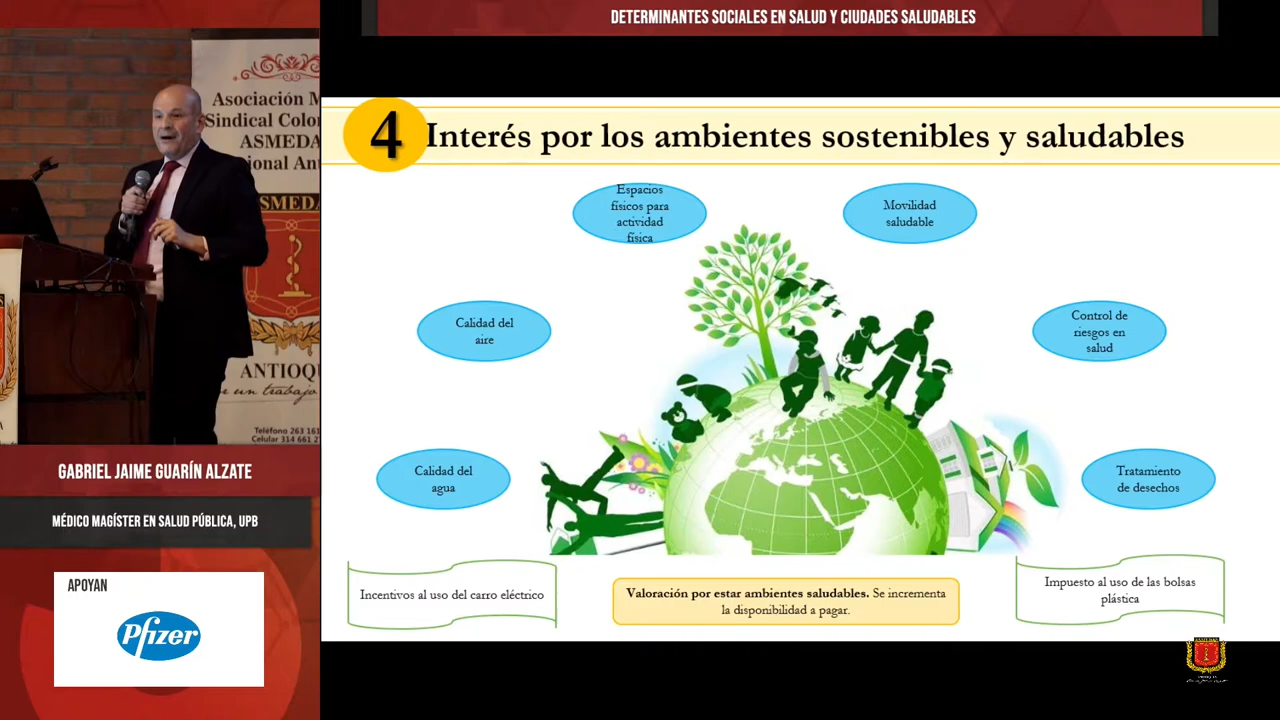 DETERMINANTES SOCIALES EN SALUD Y CIUDADES SALUDABLES
Asociación M
Sindical Colom
ASMEDA
ional Ant
SMEDA
ANTIOQU
r un trabajo
Teléfono 263 161
Celular 314 661 2
GABRIEL JAIME GUARÍN ALZATE
MÉDICO MAGÍSTER EN SALUD PÚBLICA, UPB
APOYAN
Pfizer
4 Interés por los ambientes sostenibles y saludables
Espacios
físicos para
actividad
física
Movilidad
saludable
Calidad del
aire
Control de
riesgos en
salud
Calidad del
agua
Tratamiento
de desechos
Incentivos al uso del carro eléctrico
Valoración por estar ambientes saludables. Se incrementa
la disponibilidad a pagar.
Impuesto al uso de las bolsas
plástica